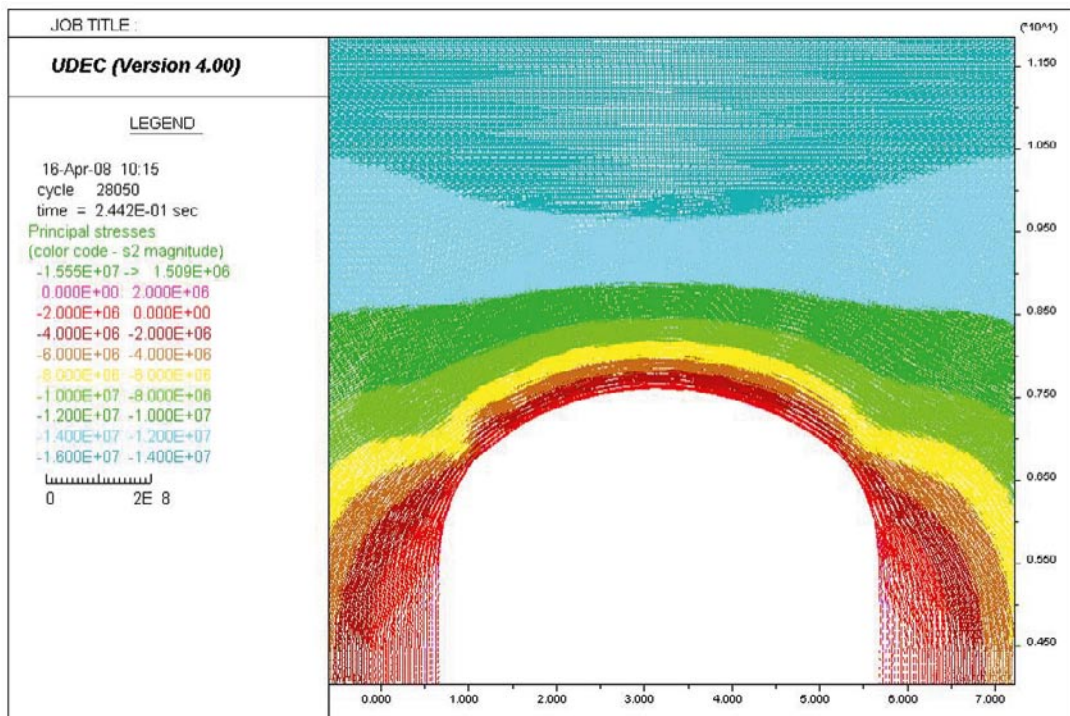 JOB TITLE :
UDEC (Version 4.00)
LEGEND
16-Apr-08 10:15
cycle 28050
time = 2.442E-01 sec
Principal stresses
(color code - s2 magnitude)
-1.555E+07 -> 1.509E+06
0.000E+00 2.000E+06
-2.000E+06 0.000E+00
-4.000E+06 -2.000E+06
-6.000E+06 -4.000E+06
-8.000E+06 -6.000E+06
-1.000E+07 -8.000E+06
-1.200E+07 -1.000E+07
-1.400E+07 -1.200E+07
-1.600E+07 -1.400E+07
0 2E 8
(*10^1)
1.150
1.050
0.950
0.850
0.750
0.650
0.550
0.450
0.000 1.000 2.000 3.000 4.000 5.000 6.000 7.000